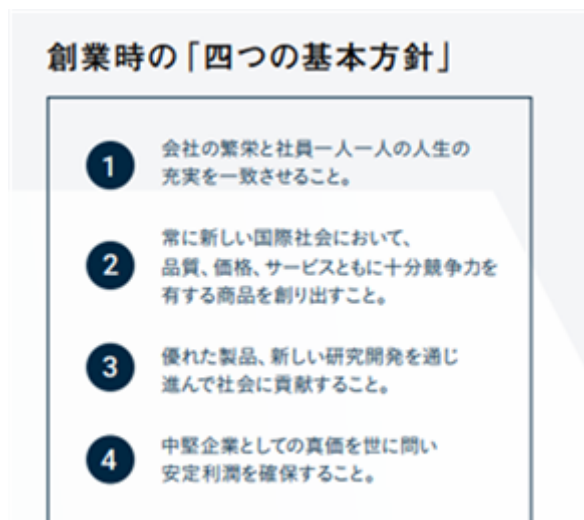 創業時の「四つの基本方針」
1
会社の繁栄と社員一人一人の人生の
充実を一致させること。
2
常に新しい国際社会において、
品質、価格、サービスともに十分競争力を
有する商品を創り出すこと。
3
優れた製品、新しい研究開発を通じ
進んで社会に貢献すること。
4
中堅企業としての真価を世に問い
安定利潤を確保すること。